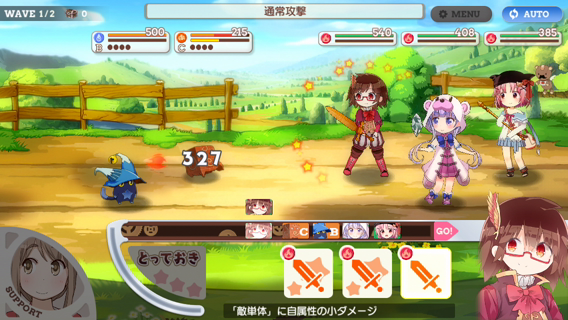 WAVE 1/2 0
通常攻撃
MENU
AUTO
B 500
C 215
540
408
385
327
C B GO!
とっておき
SUPPORT
「敵単体」に自属性の小ダメージ